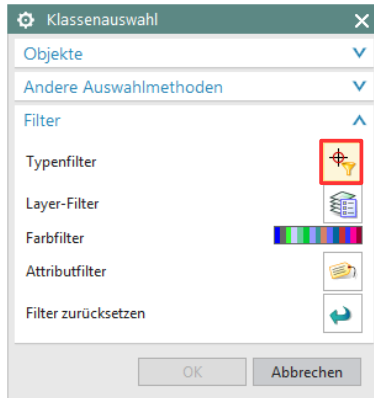 Klassenauswahl
Objekte
Andere Auswahlmethoden
Filter
Typenfilter
Layer-Filter
Farbfilter
Attributfilter
Filter zurücksetzen
OK Abbrechen